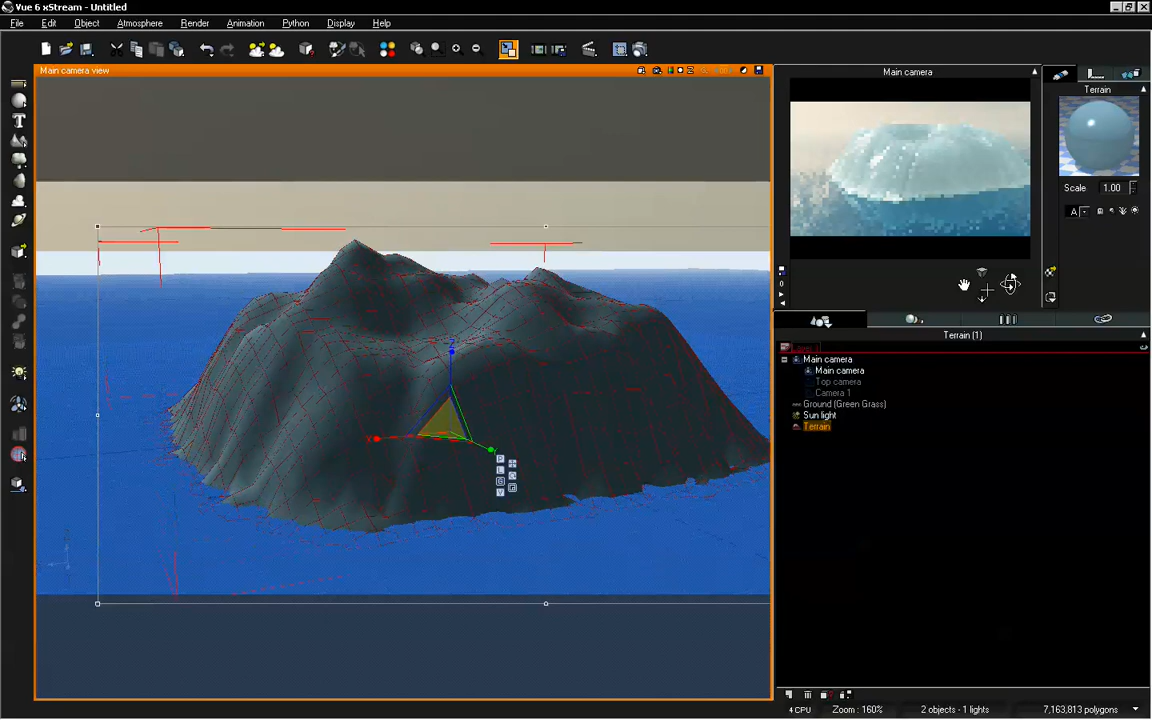 Vue 6 xStream - Untitled
File Edit Object Atmosphere Render Animation Python Display Help
Main camera view
Main camera
Terrain
Scale 1.00
A
0
Terrain (1)
Main camera
Main camera
Top camera
Camera 1
Ground (Green Grass)
Sun light
Terrain
Z
X
P
L
G
V
4 CPU Zoom : 160% 2 objects - 1 lights 7,163,813 polygons